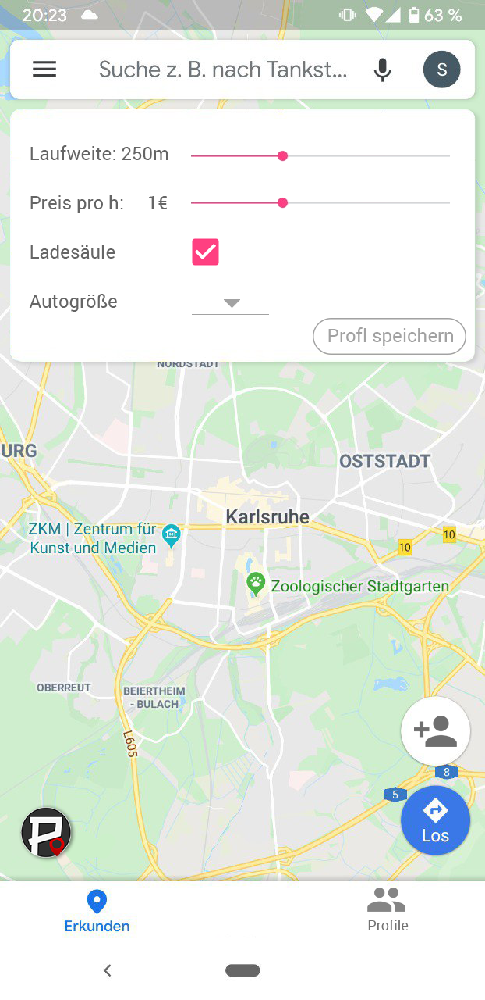 20:23
63 %
Suche z. B. nach Tankst...
S
Laufweite: 250m
Preis pro h: 1€
Ladesäule
Autogröße
Profl speichern
NORDSTADT
URG
OSTSTADT
Karlsruhe
ZKM | Zentrum für
Kunst und Medien
10
10
Zoologischer Stadtgarten
OBERREUT
BEIERTHEIM
- BULACH
L605
8
5
P
Los
Erkunden
Profile